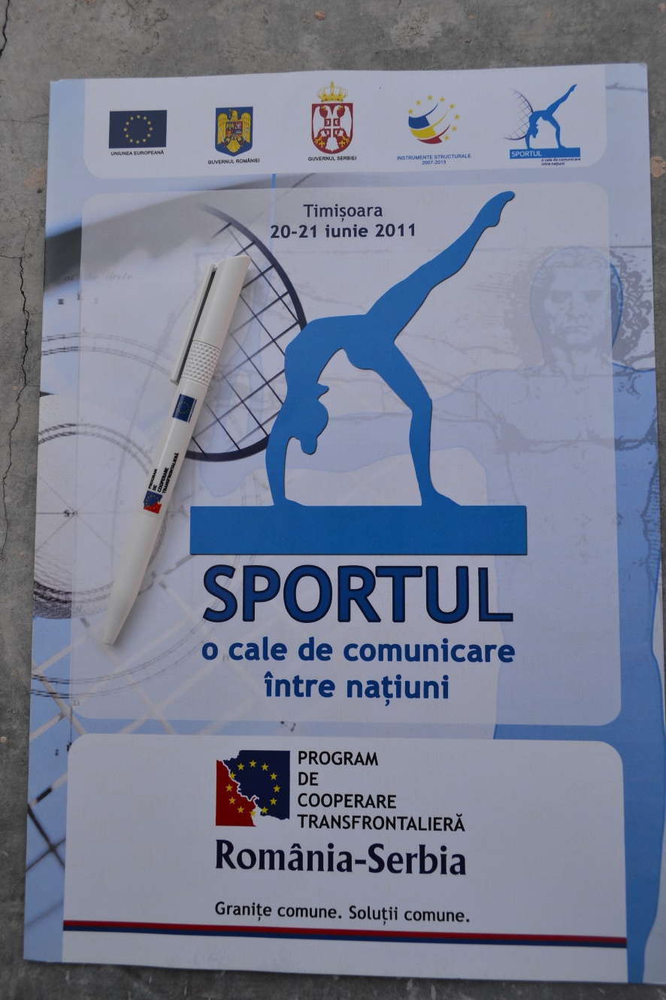 UNIUNEA EUROPEANĂ
GUVERNUL ROMÂNIEI
GUVERNUL SERBIEI
INSTRUMENTE STRUCTURALE
2007-2013
SPORTUL
o cale de comunicare
între națiuni
Timișoara
20-21 iunie 2011
PROGRAM
DE
COOPERARE
TRANSFRONTALIERĂ
SPORTUL
o cale de comunicare
între națiuni
PROGRAM
DE
COOPERARE
TRANSFRONTALIERĂ
România-Serbia
Granițe comune. Soluții comune.